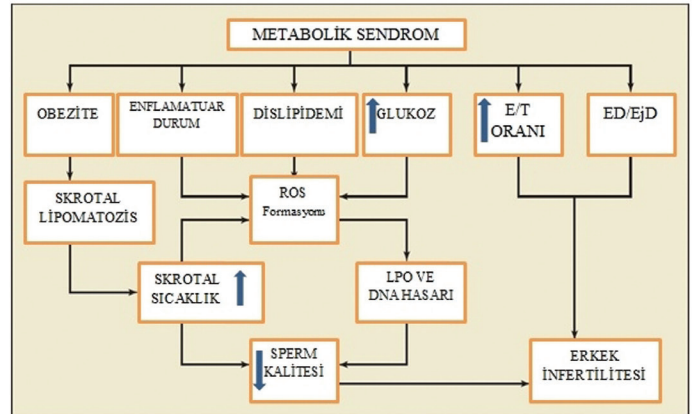 METABOLİK SENDROM
OBEZİTE
ENFLAMATUAR
DURUM
DİSLİPİDEMİ
GLUKOZ
E/T
ORANI
ED/EjD
SKROTAL
LİPOMATOZİS
ROS
Formasyonu
SKROTAL
SICAKLIK
LPO VE
DNA HASARI
SPERM
KALİTESİ
ERKEK
İNFERTİLİTESİ